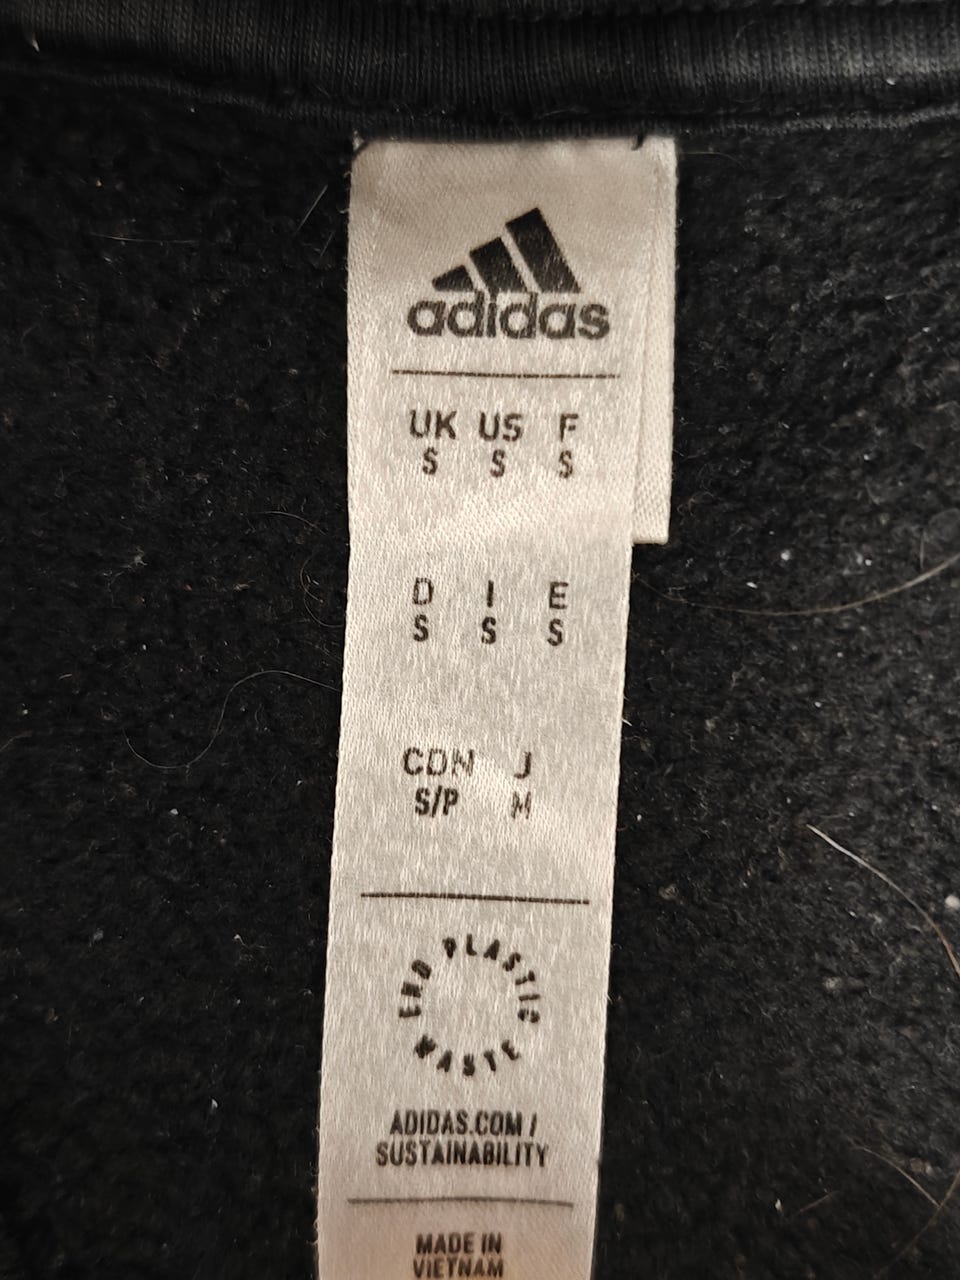 adidas
UK US F
S S S
D I E
S S S
CDN J
S/P M
END PLASTIC WASTE
ADIDAS.COM /
SUSTAINABILITY
MADE IN
VIETNAM